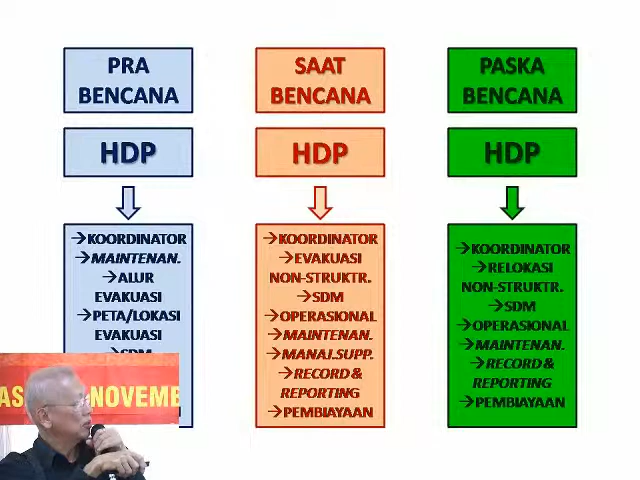 PRA
BENCANA
HDP
→KOORDINATOR
→MAINTENAN.
→ALUR
EVAKUASI
→PETA/LOKASI
EVAKUASI
→SDM
SAAT
BENCANA
HDP
→KOORDINATOR
→EVAKUASI
NON-STRUKTR.
→SDM
→OPERASIONAL
→MAINTENAN.
→MANAJ.SUPP.
→RECORD &
REPORTING
→PEMBIAYAAN
PASKA
BENCANA
HDP
→KOORDINATOR
→RELOKASI
NON-STRUKTR.
→SDM
→OPERASIONAL
→MAINTENAN.
→RECORD &
REPORTING
→PEMBIAYAAN
NOVEMB